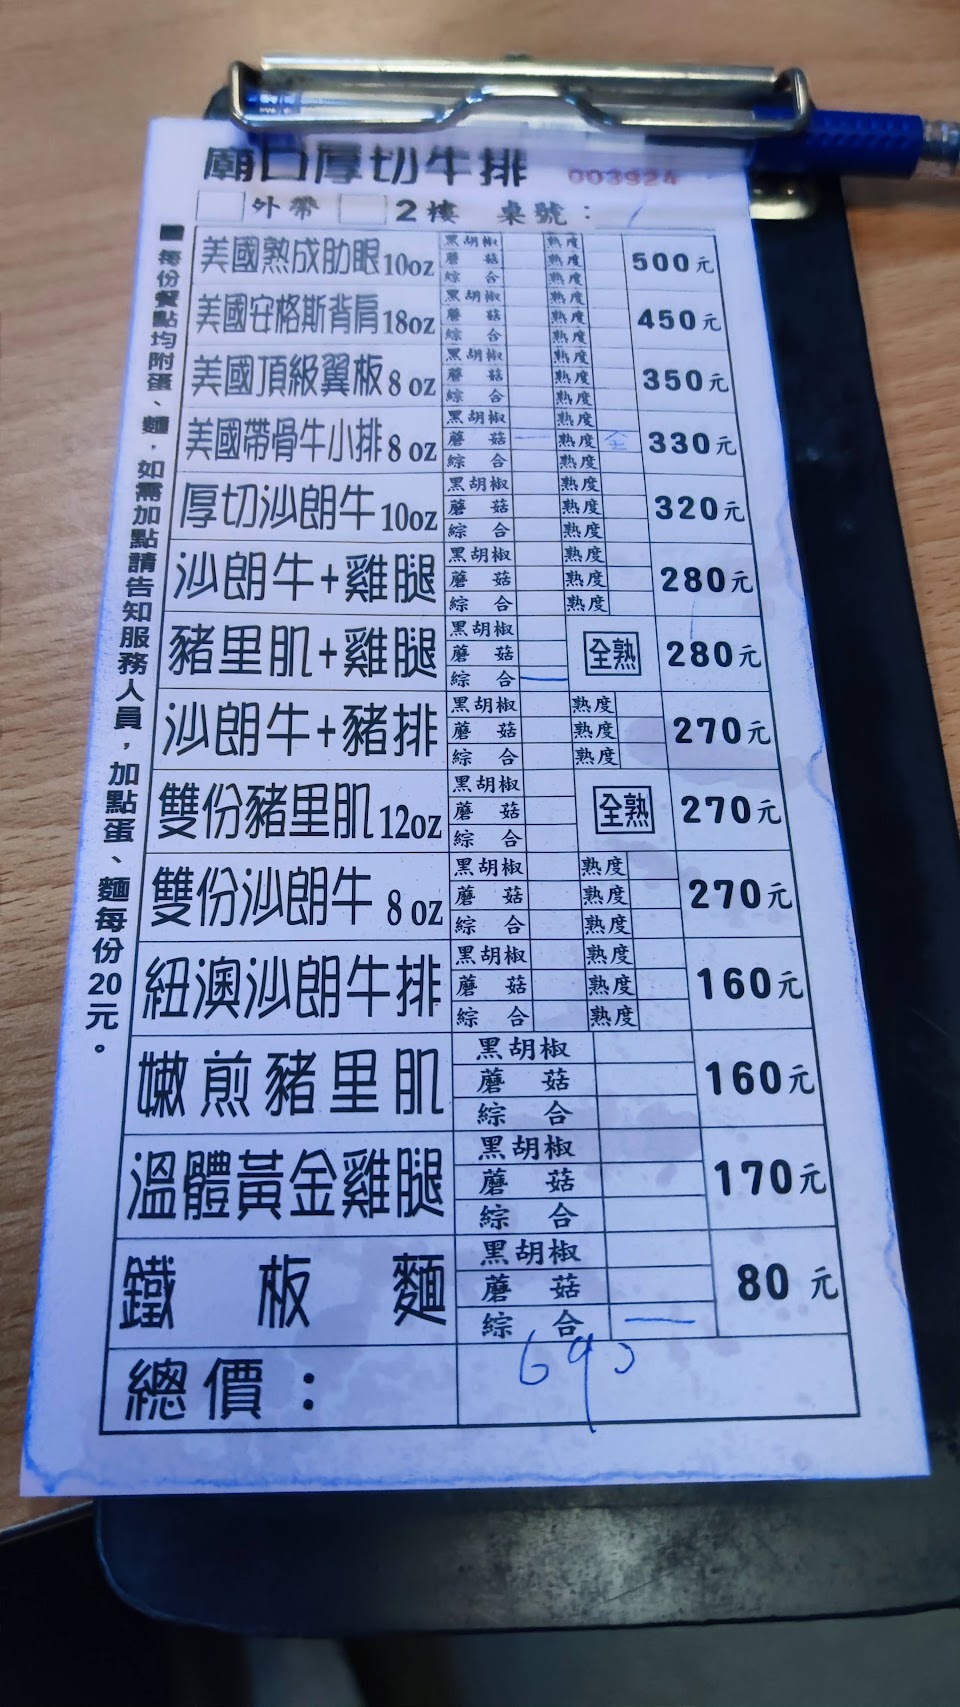 廟口厚切牛排 003924
外帶 2樓 桌號：
美國熟成肋眼10oz 黑胡椒 熟度 蘑菇 熟度 綜合 熟度 500元
美國安格斯背肩18oz 黑胡椒 熟度 蘑菇 熟度 綜合 熟度 450元
美國頂級翼板8 oz 黑胡椒 熟度 蘑菇 熟度 綜合 熟度 350元
美國帶骨牛小排8 oz 黑胡椒 熟度 蘑菇 一 熟度 全 綜合 熟度 330元
厚切沙朗牛10oz 黑胡椒 熟度 蘑菇 熟度 綜合 熟度 320元
沙朗牛+雞腿 黑胡椒 熟度 蘑菇 熟度 綜合 熟度 280元
豬里肌+雞腿 黑胡椒 蘑菇 綜合 一 全熟 280元
沙朗牛+豬排 黑胡椒 熟度 蘑菇 熟度 綜合 熟度 270元
雙份豬里肌12oz 黑胡椒 蘑菇 綜合 全熟 270元
雙份沙朗牛 8 oz 黑胡椒 熟度 蘑菇 熟度 綜合 熟度 270元
紐澳沙朗牛排 黑胡椒 熟度 蘑菇 熟度 綜合 熟度 160元
嫩煎豬里肌 黑胡椒 蘑菇 綜合 160元
溫體黃金雞腿 黑胡椒 蘑菇 綜合 170元
鐵板麵 黑胡椒 蘑菇 綜合 一 80元
總價： 690
■每份餐點均附蛋、麵，如需加點請告知服務人員，加點蛋、麵每份20元。